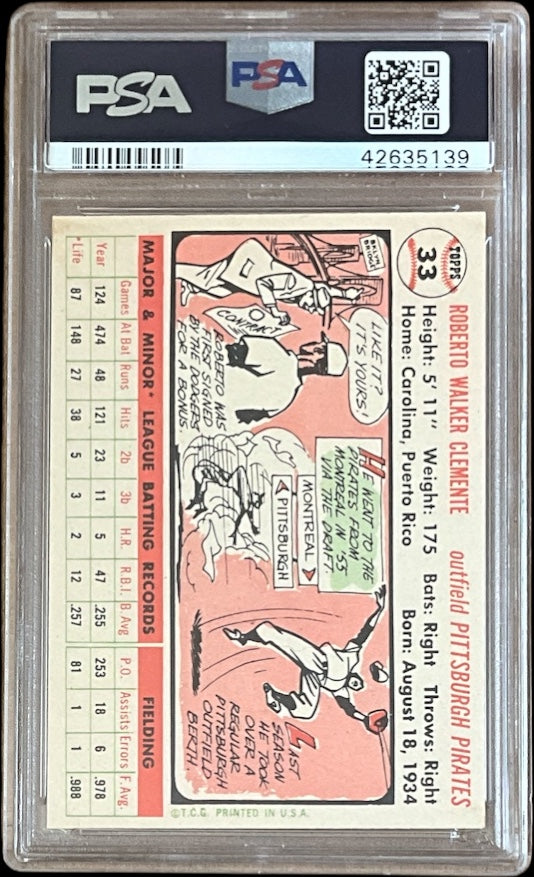 PSA
PSA
42635139
TOPPS
33
ROBERTO WALKER CLEMENTE outfield PITTSBURGH PIRATES
Height: 5' 11" Weight: 175 Bats: Right Throws: Right
Home: Carolina, Puerto Rico Born: August 18, 1934
BKLYN
BRIDGE
CONTRACT
LIKE IT?
IT'S YOURS!
ROBERTO WAS
FIRST SIGNED
BY THE DODGERS
FOR A BONUS.
HE WENT TO THE
PIRATES FROM
MONTREAL IN '55
VIA THE DRAFT.
MONTREAL
PITTSBURGH
LAST
SEASON
HE TOOK
OVER A
REGULAR
PITTSBURGH
OUTFIELD
BERTH.
MAJOR & MINOR* LEAGUE BATTING RECORDS FIELDING
Games At Bat Runs Hits 2b 3b H.R. R.B.I. B Avg P.O. Assists Errors F. Avg.
Year 124 474 48 121 23 11 5 47 .255 253 18 6 .978
*Life 87 148 27 38 5 3 2 12 .257 81 1 1 .988
©T.C.G. PRINTED IN U.S.A.